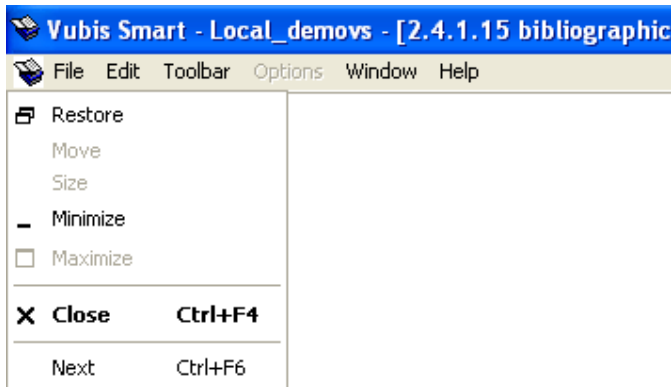 Vubis Smart - Local_demovs - [2.4.1.15 bibliographic
File Edit Toolbar Options Window Help
Restore
Move
Size
Minimize
Maximize
Close Ctrl+F4
Next Ctrl+F6